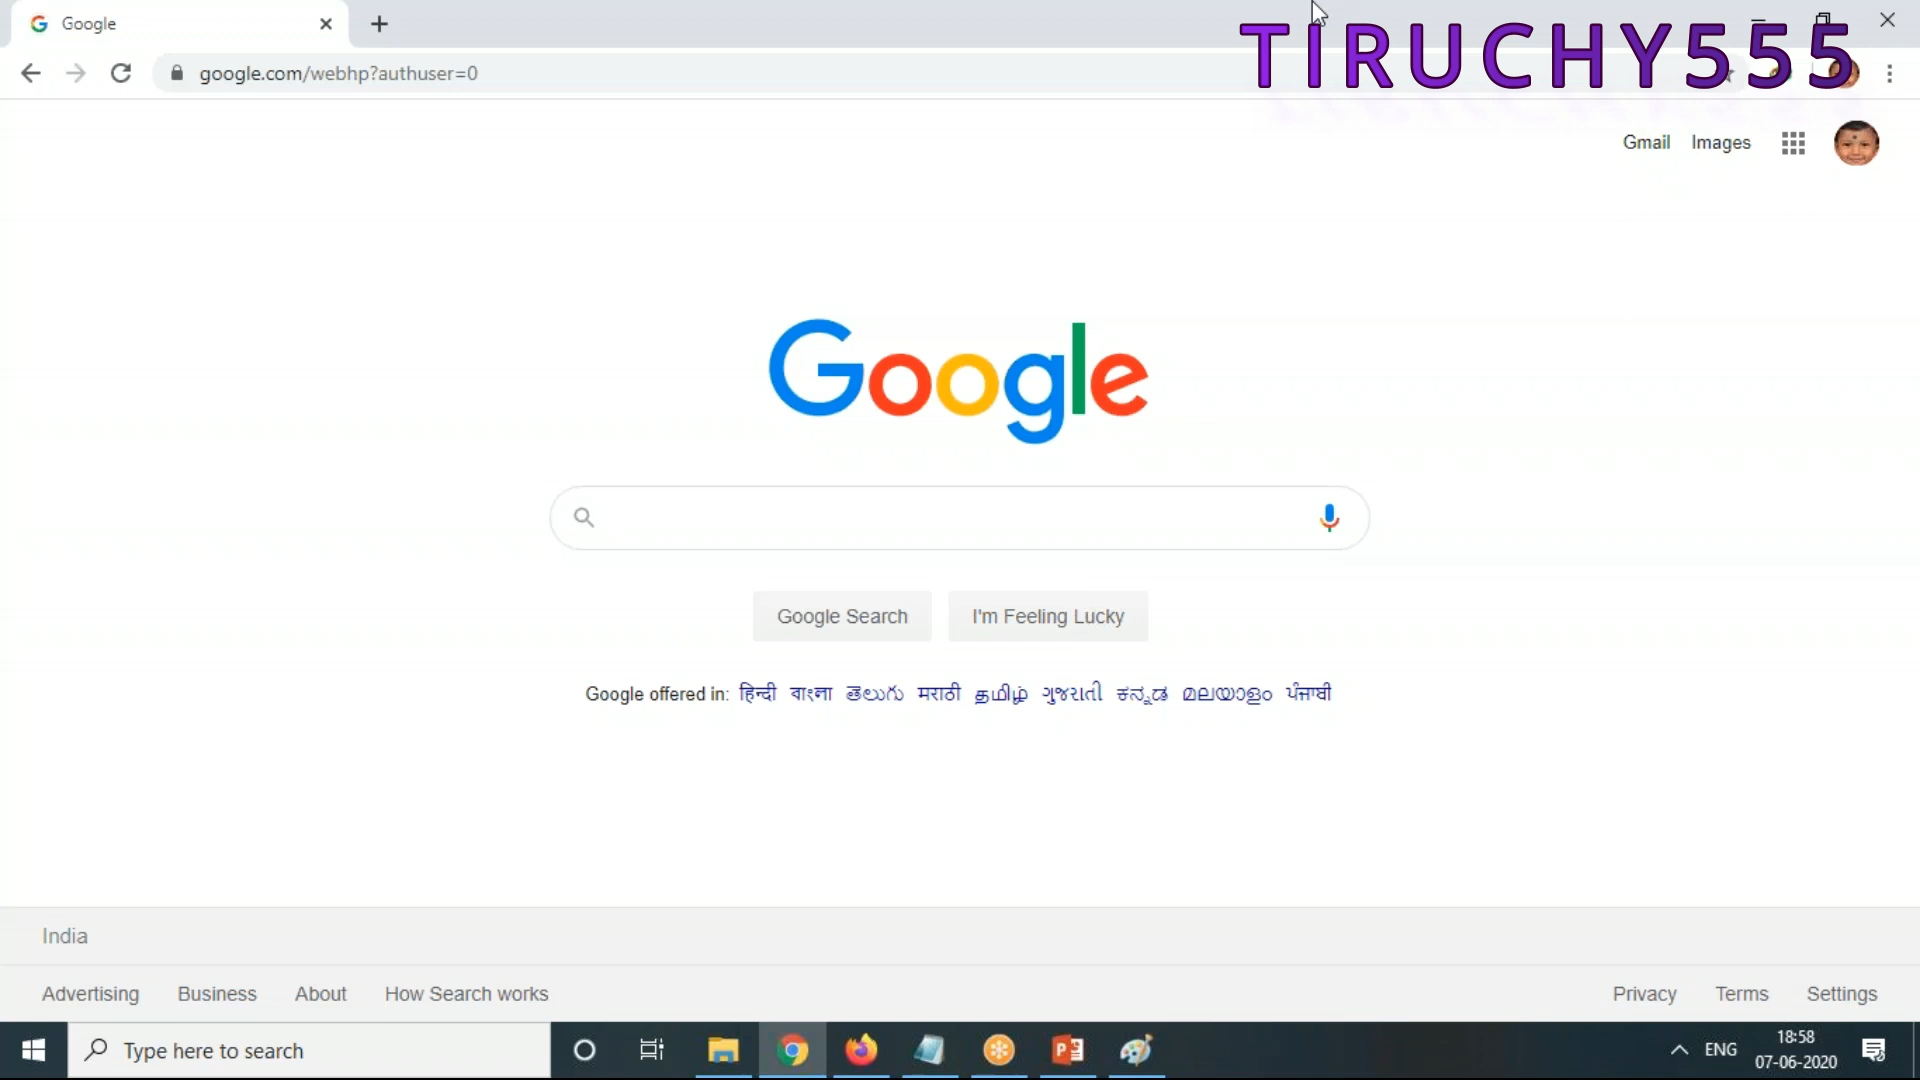 Google
TIRUCHY555
google.com/webhp?authuser=0
Gmail Images
Google
Google Search I'm Feeling Lucky
Google offered in: हिन्दी বাংলা తెలుగు मराठी தமிழ் ગુજરાતી ಕನ್ನಡ മലയാളം ਪੰਜਾਬੀ
India
Advertising Business About How Search works Privacy Terms Settings
Type here to search ENG 18:58
07-06-2020